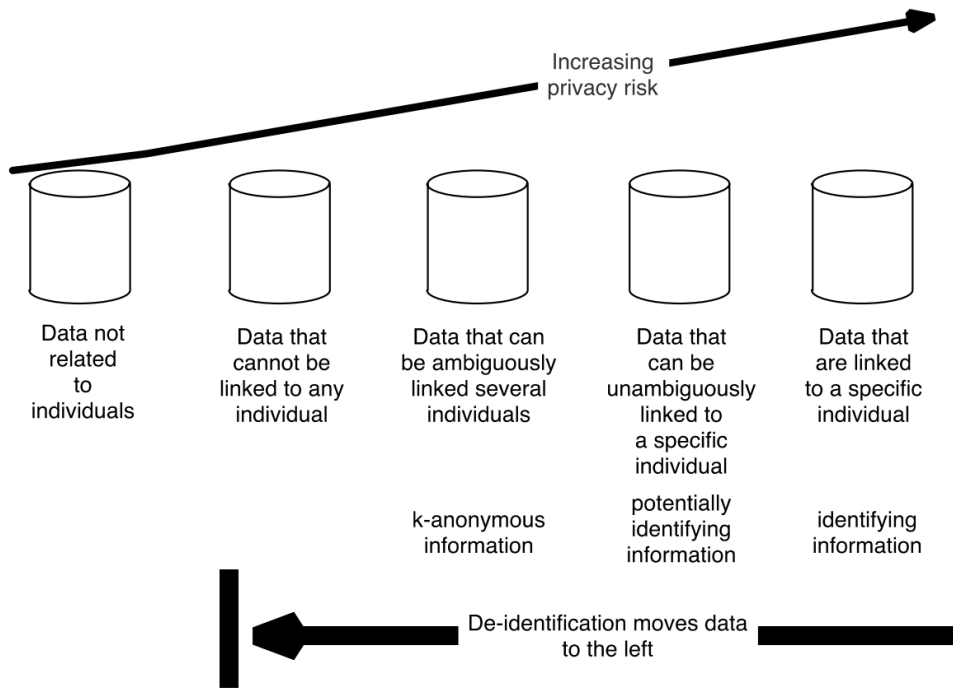 Increasing
privacy risk
Data not
related
to
individuals
Data that
cannot be
linked to any
individual
Data that can
be ambiguously
linked several
individuals
Data that
can be
unambiguously
linked to
a specific
individual
Data that
are linked
to a specific
individual
k-anonymous
information
potentially
identifying
information
identifying
information
De-identification moves data
to the left